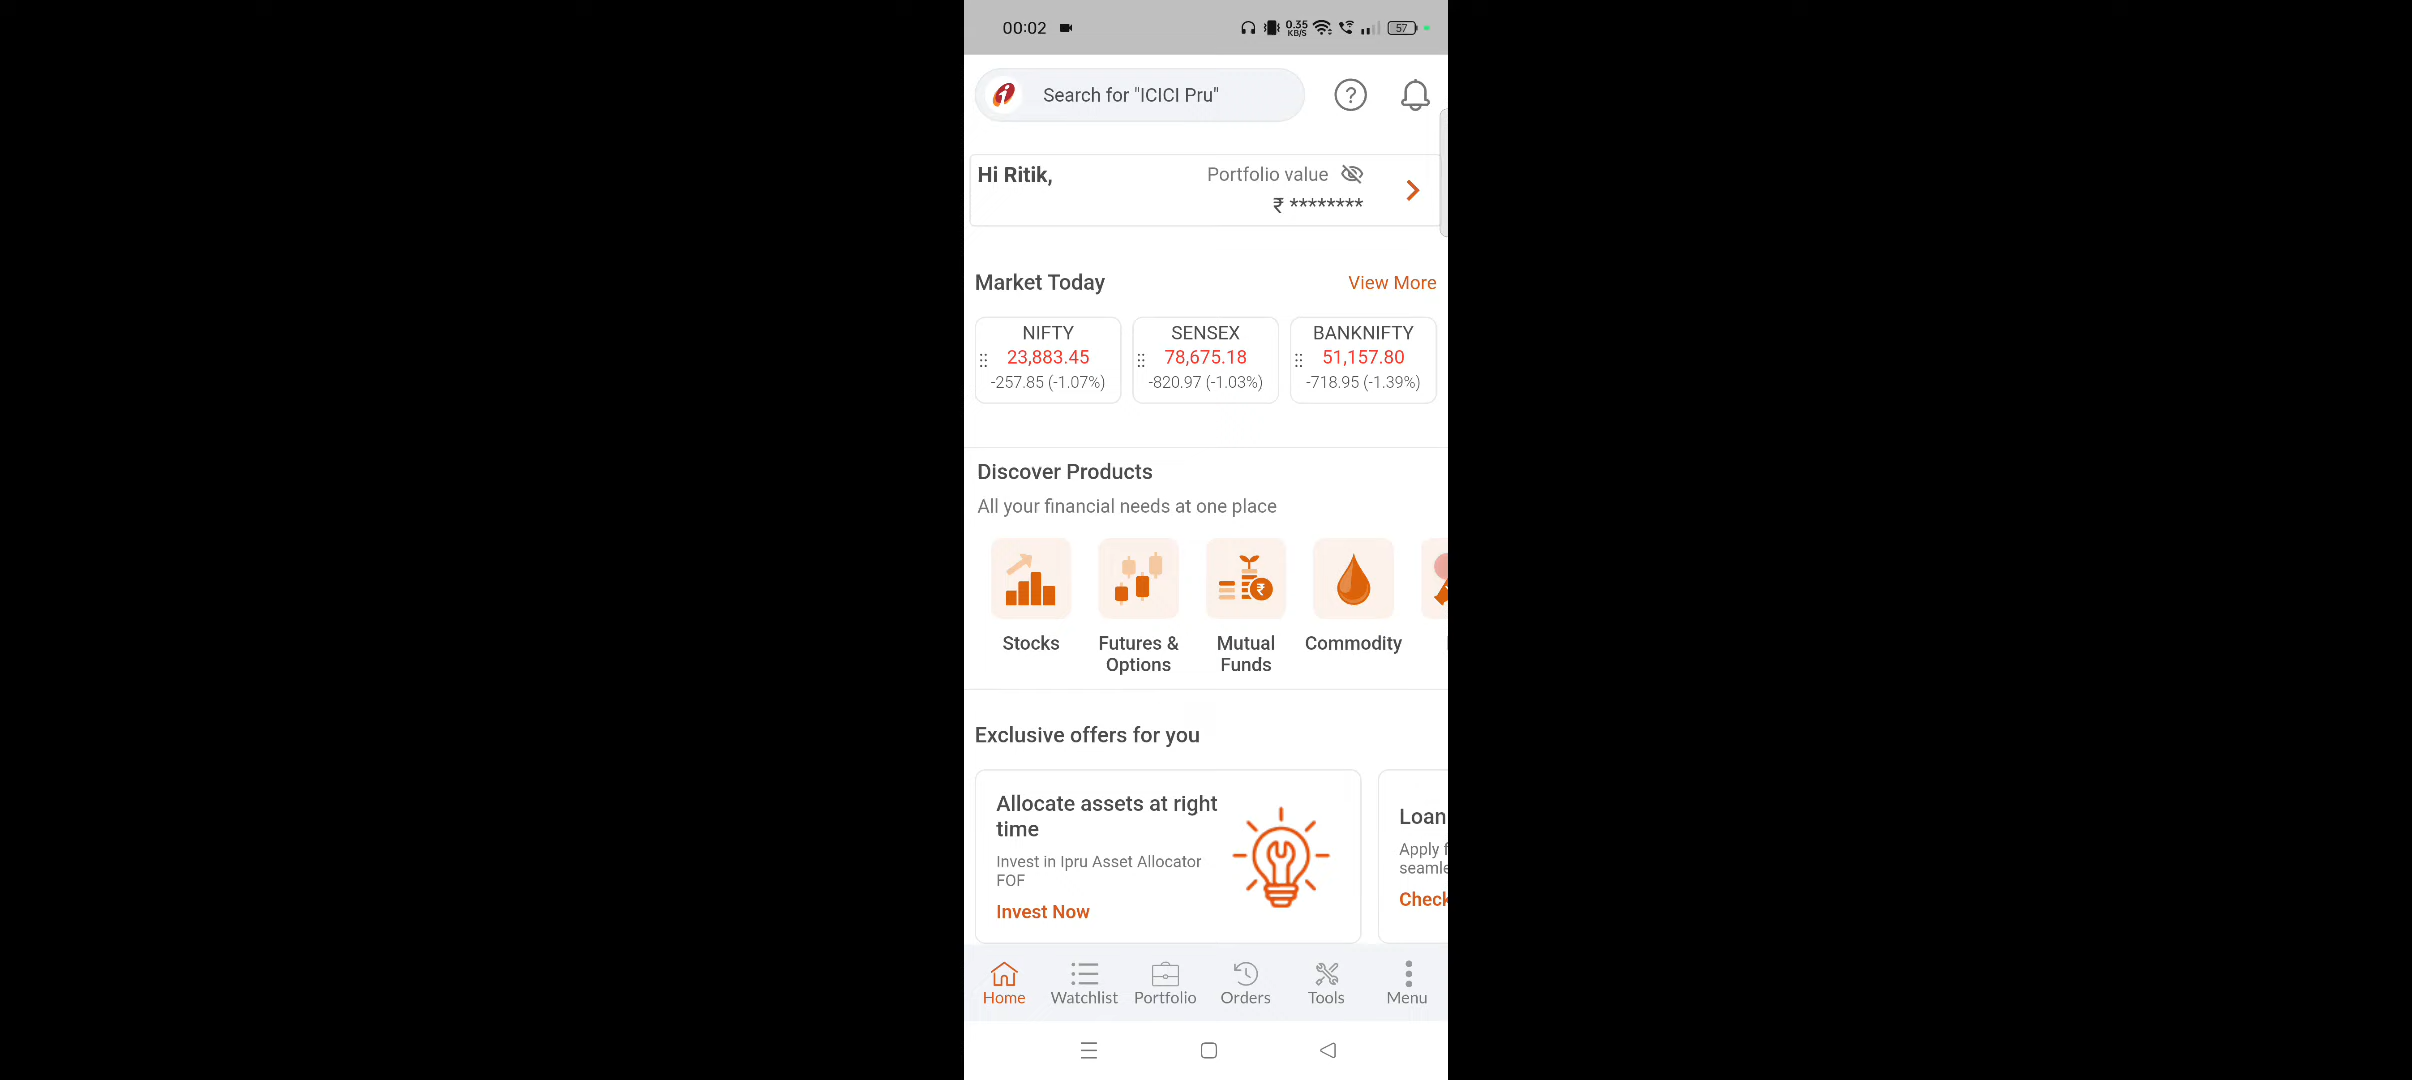 00:02
0.35
KB/S
57
Search for "ICICI Pru"
Hi Ritik,
Portfolio value
₹ ********
Market Today
View More
NIFTY
23,883.45
-257.85 (-1.07%)
SENSEX
78,675.18
-820.97 (-1.03%)
BANKNIFTY
51,157.80
-718.95 (-1.39%)
Discover Products
All your financial needs at one place
Stocks
Futures &
Options
Mutual
Funds
Commodity
Exclusive offers for you
Allocate assets at right
time
Invest in Ipru Asset Allocator
FOF
Invest Now
Loan
Apply f
seamle
Check
Home
Watchlist
Portfolio
Orders
Tools
Menu